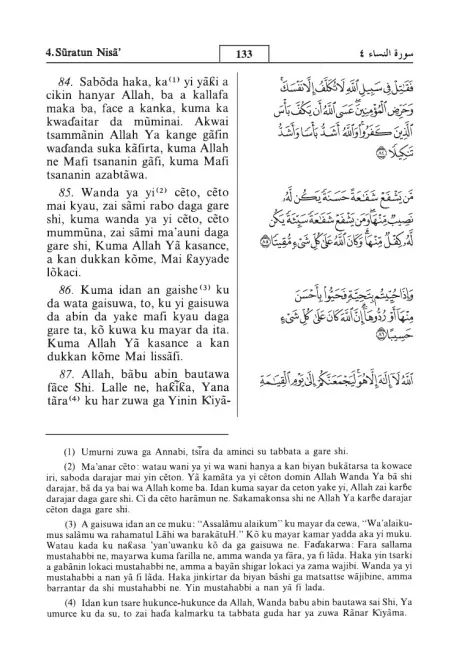 4. Sũratun Nisã'
133
سورة النساء ٤
84. Sabõda haka, ka(1) yi yãƙi a
cikin hanyar Allah, ba a kallafa
maka ba, face a kanka, kuma ka
kwaɗaitar da mũminai. Akwai
tsammãnin Allah Ya kange gãfin
waɗanda suka kãfirta, kuma Allah
ne Mafi tsananin gãfi, kuma Mafi
tsananin azabtãwa.
85. Wanda ya yi(2) cẽto, cẽto
mai kyau, zai sãmi rabo daga gare
shi, kuma wanda ya yi cẽto, cẽto
mummũna, zai sãmi ma'auni daga
gare shi, Kuma Allah Yã kasance,
a kan dukkan kõme, Mai ƙayyade
lõkaci.
86. Kuma idan an gaishe(3) ku
da wata gaisuwa, to, ku yi gaisuwa
da abin da yake mafi kyau daga
gare ta, kõ kuwa ku mayar da ita.
Kuma Allah Yã kasance a kan
dukkan kõme Mai lissãfi.
87. Allah, bãbu abin bautawa
fãce Shi. Lalle ne, haƙĩƙa, Yana
tãra(4) ku har zuwa ga Yinin Ƙiyã-
فَقَٰتِلْ فِى سَبِيلِ ٱللَّهِ لَا تُكَلَّفُ إِلَّا نَفْسَكَ
وَحَرِّضِ ٱلْمُؤْمِنِينَ عَسَى ٱللَّهُ أَن يَكُفَّ بَأْسَ
ٱلَّذِينَ كَفَرُوا۟ وَٱللَّهُ أَشَدُّ بَأْسًا وَأَشَدُّ
تَنكِيلًا ٨٤
مَّن يَشْفَعْ شَفَٰعَةً حَسَنَةً يَكُن لَّهُۥ
نَصِيبٌ مِّنْهَا وَمَن يَشْفَعْ شَفَٰعَةً سَيِّئَةً يَكُن
لَّهُۥ كِفْلٌ مِّنْهَا وَكَانَ ٱللَّهُ عَلَىٰ كُلِّ شَىْءٍ مُّقِيتًا ٨٥
وَإِذَا حُيِّيتُم بِتَحِيَّةٍ فَحَيُّوا۟ بِأَحْسَنَ
مِنْهَآ أَوْ رُدُّوهَآ إِنَّ ٱللَّهَ كَانَ عَلَىٰ كُلِّ شَىْءٍ
حَسِيبًا ٨٦
ٱللَّهُ لَآ إِلَٰهَ إِلَّا هُوَ لَيَجْمَعَنَّكُمْ إِلَىٰ يَوْمِ ٱلْقِيَٰمَةِ
(1) Umurni zuwa ga Annabi, tsĩra da aminci su tabbata a gare shi.
(2) Ma'anar cẽto: watau wani ya yi wa wani hanya a kan biyan bukãtarsa ta kowace
iri, saboda darajar mai yin cẽton. Yã kamãta ya yi cẽton domin Allah Wanda Ya bã shi
darajar, bã da ya bai wa Allah kome ba. Idan kuma sayar da ceton yake yi, Allah zai karɓe
darajar daga gare shi. Ci da cẽto harãmun ne. Sakamakonsa shi ne Allah Ya karɓe darajar
cẽton daga gare shi.
(3) A gaisuwa idan an ce muku: "Assalãmu alaikum" ku mayar da cewa, "Wa'alaiku-
mus salãmu wa rahamatul Lãhi wa barakãtuH." Kõ ku mayar kamar yadda aka yi muku.
Watau kada ku naƙasa 'yan'uwanku kõ da ga gaisuwa ne. Faɗakarwa: Fara sallama
mustahabbi ne, mayarwa kuma farilla ne, amma wanda ya fãra, ya fi lãda. Haka yin tsarki
a gabãnin lokaci mustahabbi ne, amma a bayãn shigar lokaci ya zama wajibi. Wanda ya yi
mustahabbi a nan yã fi lãda. Haka jinkirtar da biyan bãshi ga matsattse wãjibine, amma
barrantar da shi mustahabbi ne. Yin mustahabbi a nan yã fi lada.
(4) Idan kun tsare hukunce-hukunce da Allah, Wanda babu abin bautawa sai Shi, Ya
umurce ku da su, to zai haɗa kalmarku ta tabbata guda har ya zuwa Rãnar Ƙiyãma.